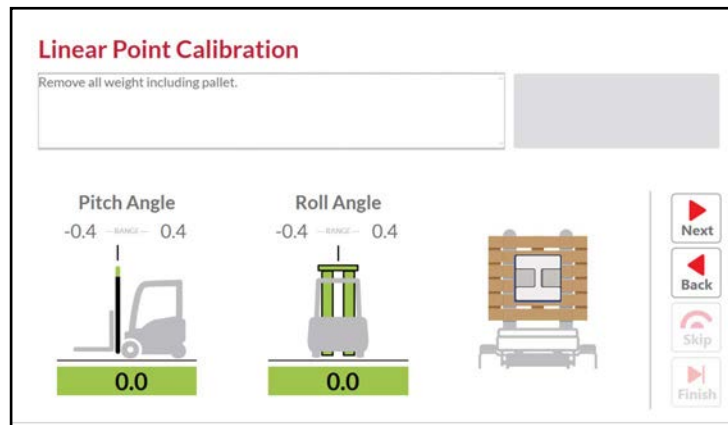 Linear Point Calibration
Remove all weight including pallet.
Pitch Angle
Roll Angle
-0.4 — RANGE — 0.4
-0.4 — RANGE — 0.4
0.0
0.0
Next
Back
Skip
Finish